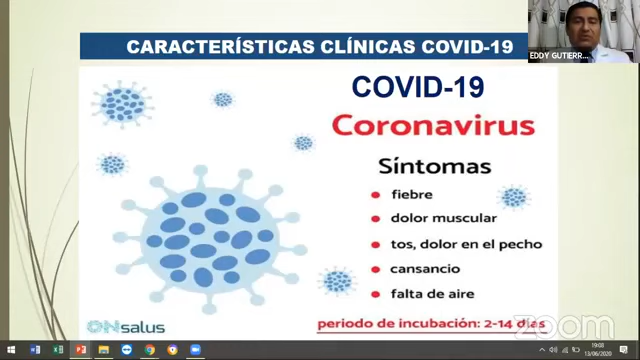 CARACTERÍSTICAS CLÍNICAS COVID-19
EDDY GUTIERR...
COVID-19
Coronavirus
Síntomas
fiebre
dolor muscular
tos, dolor en el pecho
cansancio
falta de aire
periodo de incubación: 2-14 días
ONsalus
zoom
19:03
13/06/2020